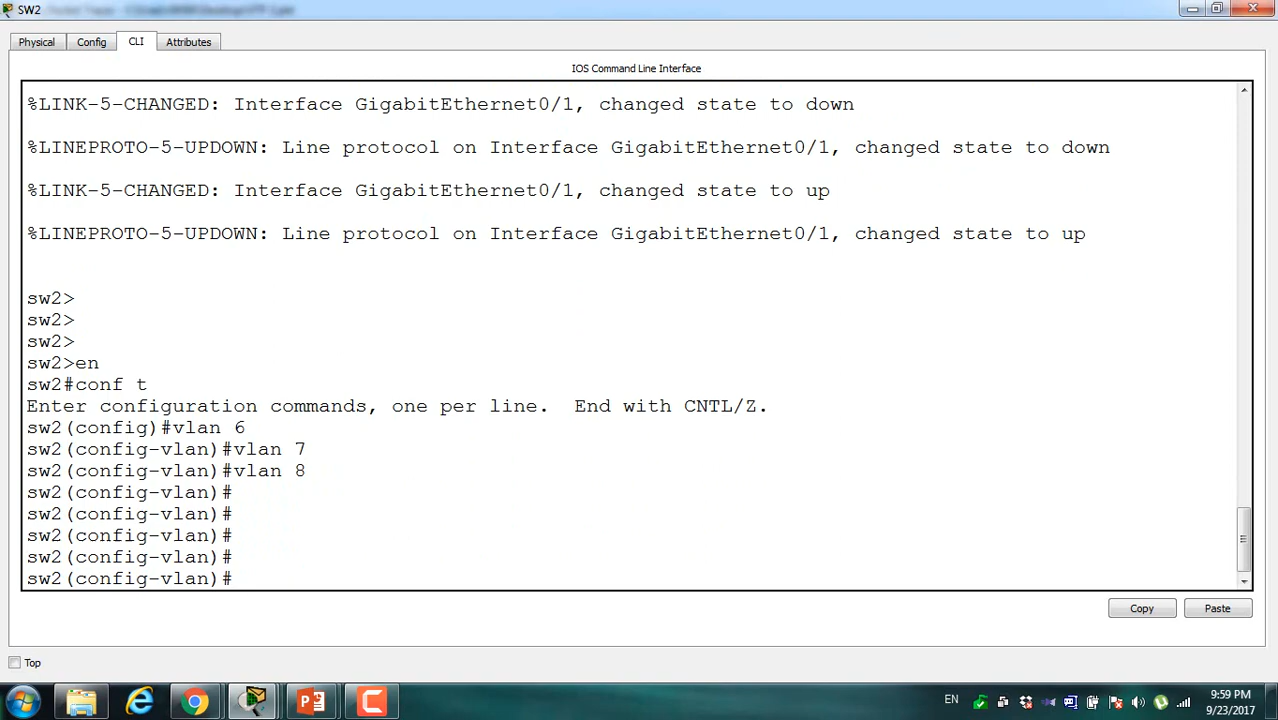 SW2
Physical
Config
CLI
Attributes
IOS Command Line Interface
%LINK-5-CHANGED: Interface GigabitEthernet0/1, changed state to down
%LINEPROTO-5-UPDOWN: Line protocol on Interface GigabitEthernet0/1, changed state to down
%LINK-5-CHANGED: Interface GigabitEthernet0/1, changed state to up
%LINEPROTO-5-UPDOWN: Line protocol on Interface GigabitEthernet0/1, changed state to up
sw2>
sw2>
sw2>
sw2>en
sw2#conf t
Enter configuration commands, one per line.  End with CNTL/Z.
sw2(config)#vlan 6
sw2(config-vlan)#vlan 7
sw2(config-vlan)#vlan 8
sw2(config-vlan)#
sw2(config-vlan)#
sw2(config-vlan)#
sw2(config-vlan)#
sw2(config-vlan)#
Copy
Paste
Top
EN
9:59 PM
9/23/2017